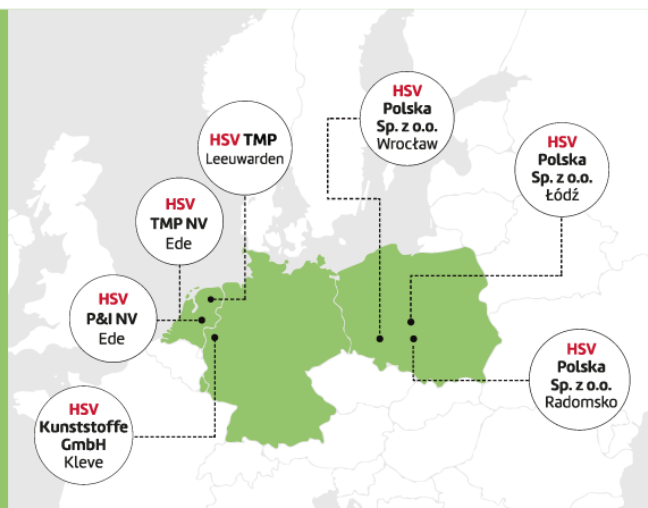 HSV TMP
Leeuwarden
HSV
Polska
Sp. z o.o.
Wrocław
HSV
Polska
Sp. z o.o.
Łódź
HSV
TMP NV
Ede
HSV
P&I NV
Ede
HSV
Polska
Sp. z o.o.
Radomsko
HSV
Kunststoffe
GmbH
Kleve